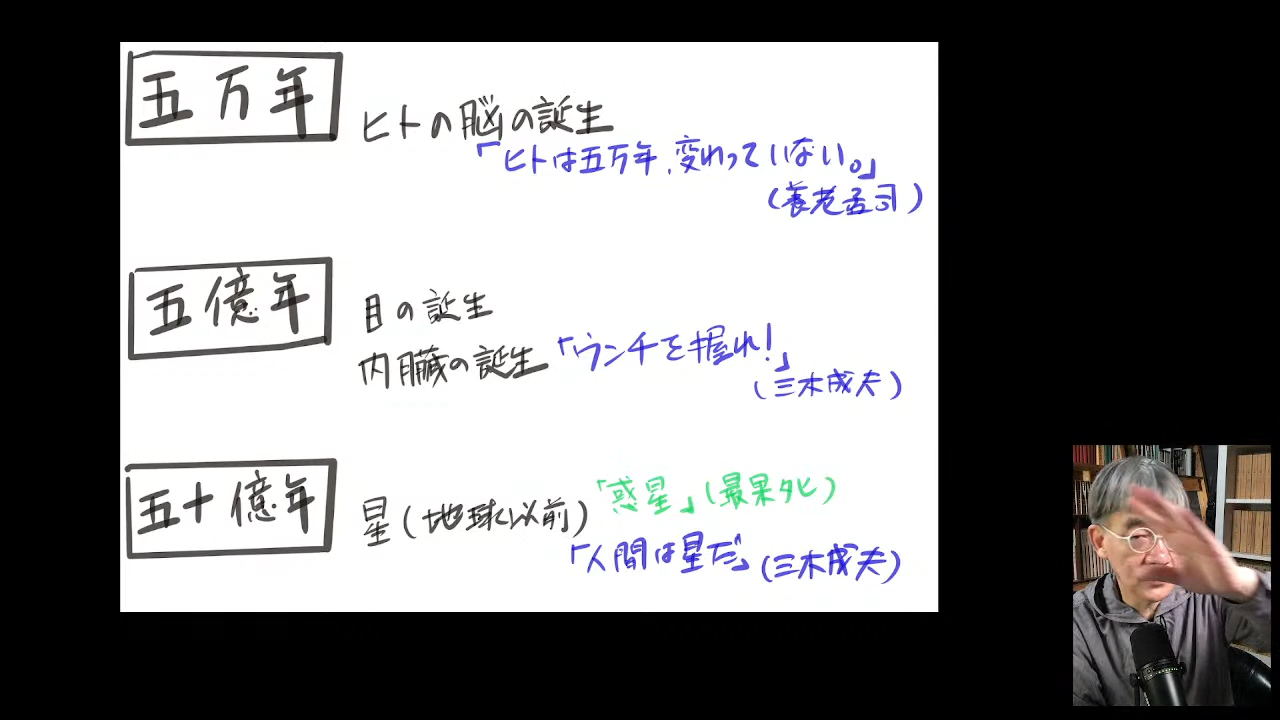 五万年
ヒトの脳の誕生
「ヒトは五万年、変わっていない。」
(養老孟司)
五億年
目の誕生
内臓の誕生「ウンチを握れ!」
(三木成夫)
五十億年
星(地球以前)「惑星」(最果タヒ)
「人間は星だ」(三木成夫)